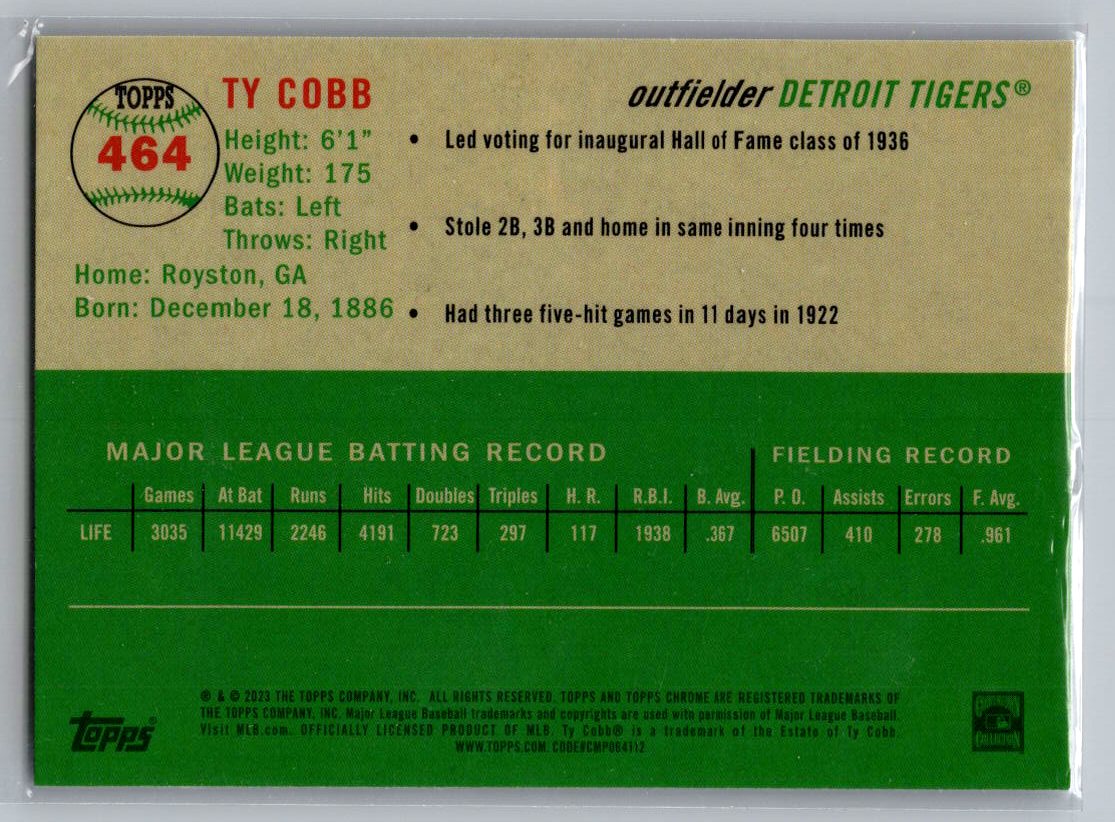 TOPPS
464
TY COBB
outfielder DETROIT TIGERS®
Height: 6'1"
Weight: 175
Bats: Left
Throws: Right
Home: Royston, GA
Born: December 18, 1886
• Led voting for inaugural Hall of Fame class of 1936
• Stole 2B, 3B and home in same inning four times
• Had three five-hit games in 11 days in 1922
MAJOR LEAGUE BATTING RECORD
FIELDING RECORD
Games At Bat Runs Hits Doubles Triples H. R. R.B.I. B. Avg. P. O. Assists Errors F. Avg.
LIFE 3035 11429 2246 4191 723 297 117 1938 .367 6507 410 278 .961
® & © 2023 THE TOPPS COMPANY, INC. ALL RIGHTS RESERVED. TOPPS AND TOPPS CHROME ARE REGISTERED TRADEMARKS OF
THE TOPPS COMPANY, INC. Major League Baseball trademarks and copyrights are used with permission of Major League Baseball
Visit MLB.com. OFFICIALLY LICENSED PRODUCT OF MLB. Ty Cobb® is a trademark of the Estate of Ty Cobb
WWW.TOPPS.COM. CODE#CMP084112
Topps®